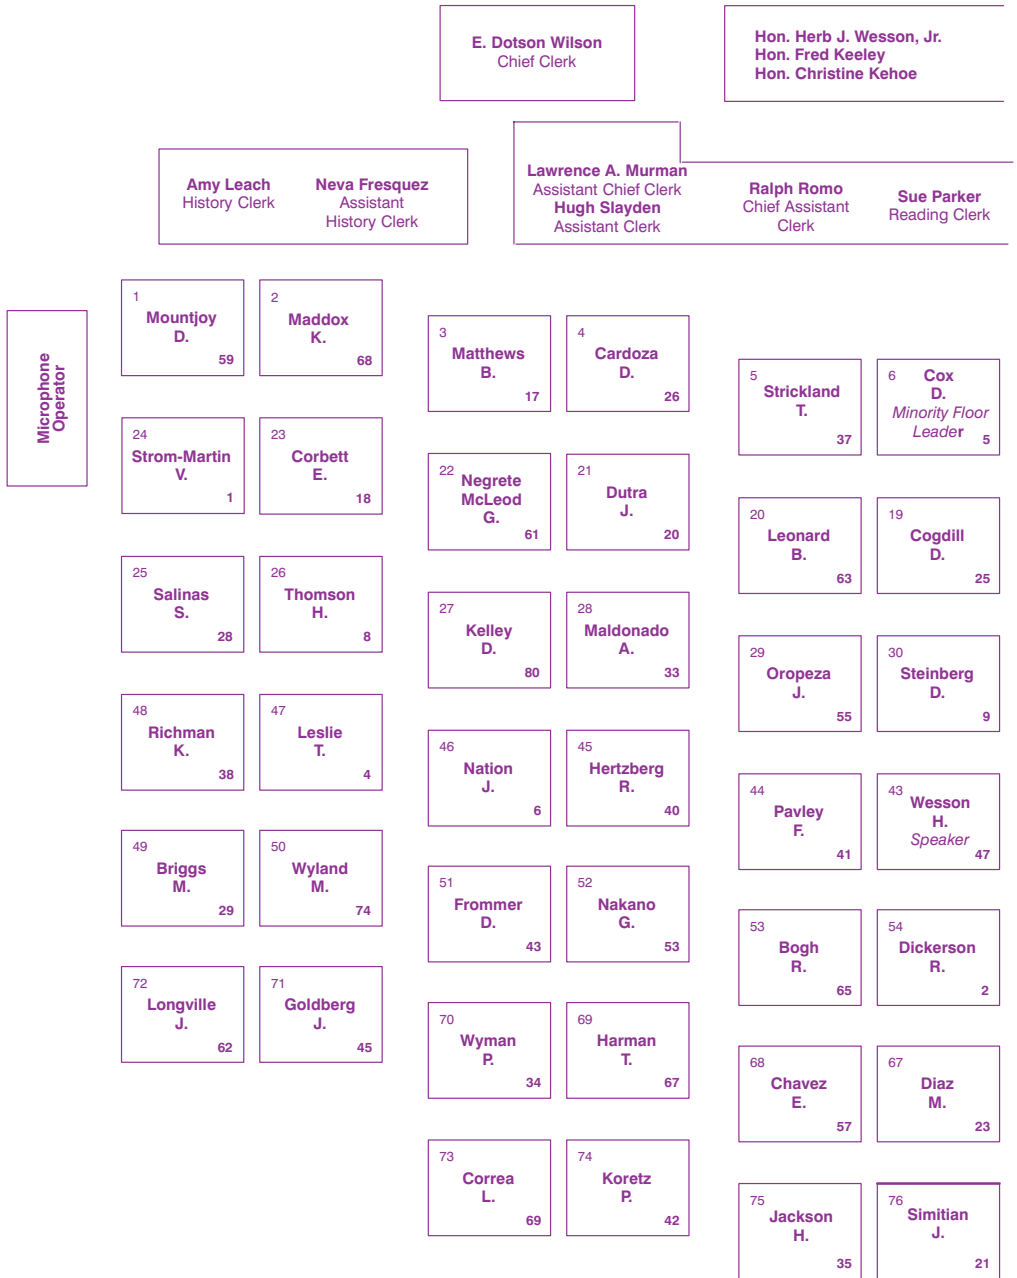 E. Dotson Wilson
Chief Clerk
Hon. Herb J. Wesson, Jr.
Hon. Fred Keeley
Hon. Christine Kehoe
Amy Leach
History Clerk
Neva Fresquez
Assistant
History Clerk
Lawrence A. Murman
Assistant Chief Clerk
Hugh Slayden
Assistant Clerk
Ralph Romo
Chief Assistant
Clerk
Sue Parker
Reading Clerk
Microphone
Operator
1
Mountjoy
D.
59
2
Maddox
K.
68
3
Matthews
B.
17
4
Cardoza
D.
26
5
Strickland
T.
37
6
Cox
D.
Minority Floor
Leader
5
24
Strom-Martin
V.
1
23
Corbett
E.
18
22
Negrete
McLeod
G.
61
21
Dutra
J.
20
20
Leonard
B.
63
19
Cogdill
D.
25
25
Salinas
S.
28
26
Thomson
H.
8
27
Kelley
D.
80
28
Maldonado
A.
33
29
Oropeza
J.
55
30
Steinberg
D.
9
48
Richman
K.
38
47
Leslie
T.
4
46
Nation
J.
6
45
Hertzberg
R.
40
44
Pavley
F.
41
43
Wesson
H.
Speaker
47
49
Briggs
M.
29
50
Wyland
M.
74
51
Frommer
D.
43
52
Nakano
G.
53
53
Bogh
R.
65
54
Dickerson
R.
2
72
Longville
J.
62
71
Goldberg
J.
45
70
Wyman
P.
34
69
Harman
T.
67
68
Chavez
E.
57
67
Diaz
M.
23
73
Correa
L.
69
74
Koretz
P.
42
75
Jackson
H.
35
76
Simitian
J.
21